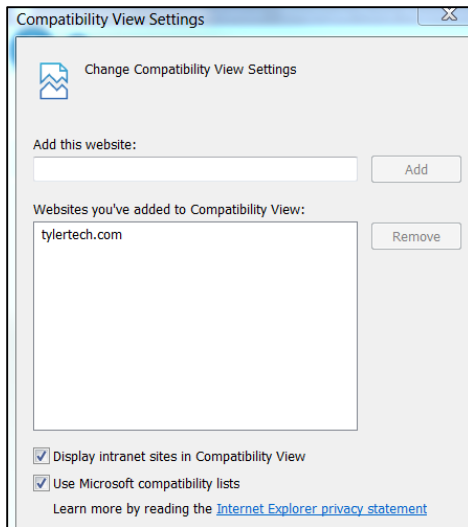 Compatibility View Settings
Change Compatibility View Settings
Add this website:
Add
Websites you've added to Compatibility View:
tylertech.com
Remove
Display intranet sites in Compatibility View
Use Microsoft compatibility lists
Learn more by reading the Internet Explorer privacy statement